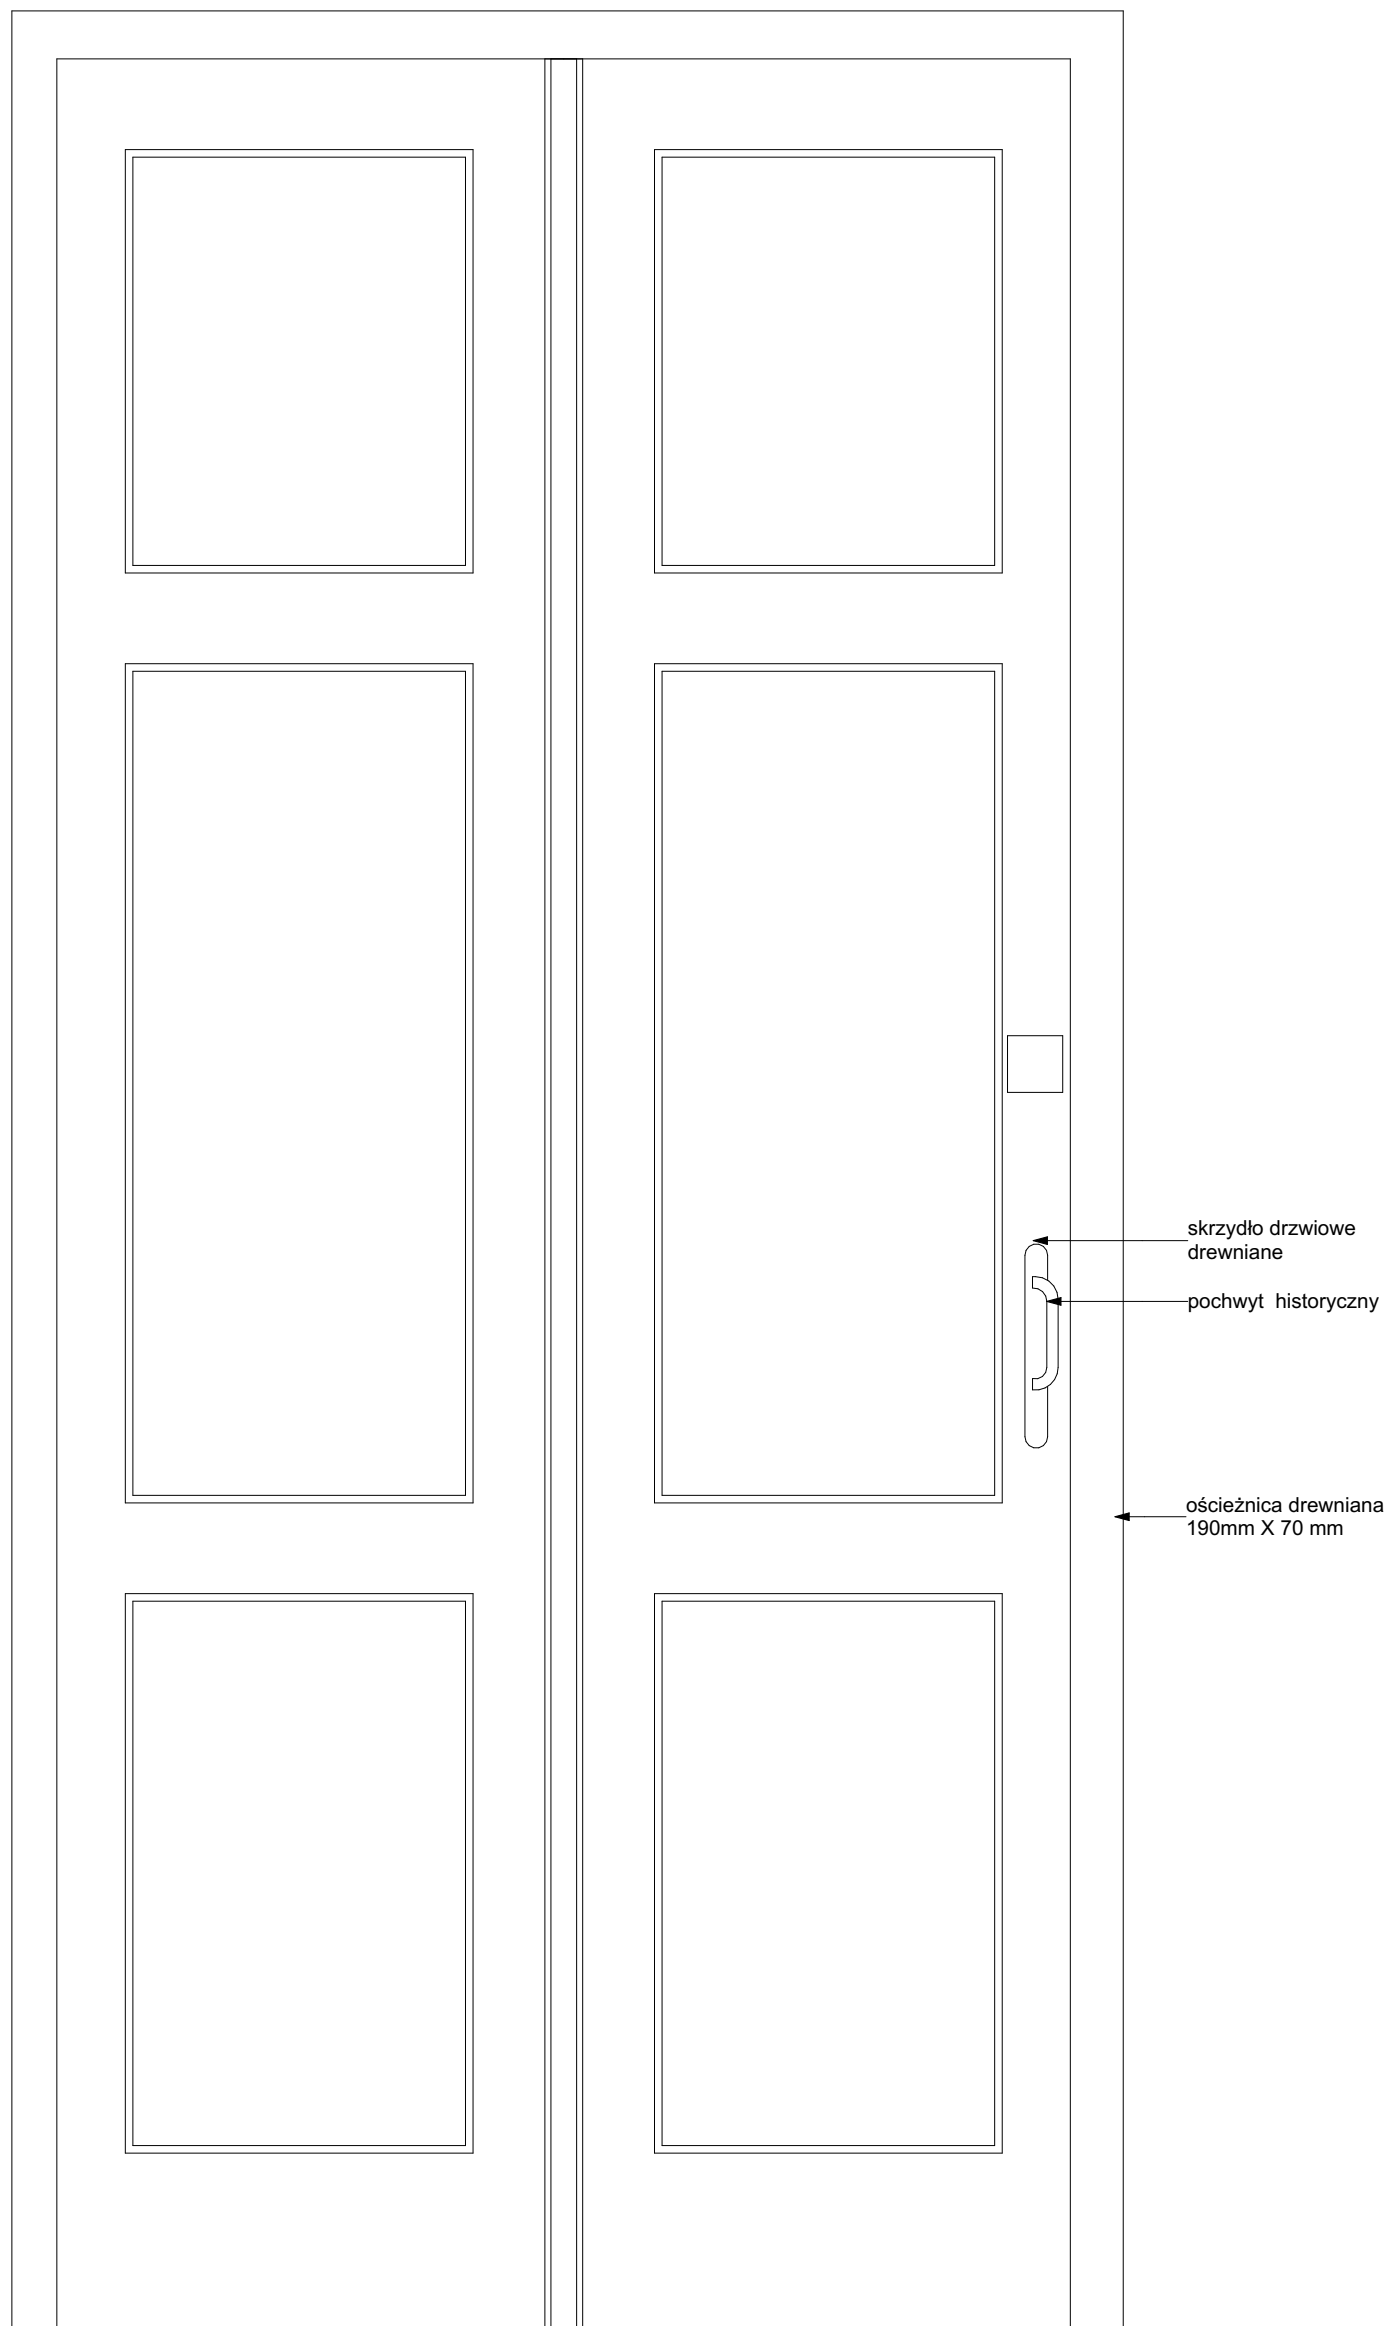 skrzydło drzwiowe
drewniane
pochwyt  historyczny
ościeżnica drewniana
190mm X 70 mm